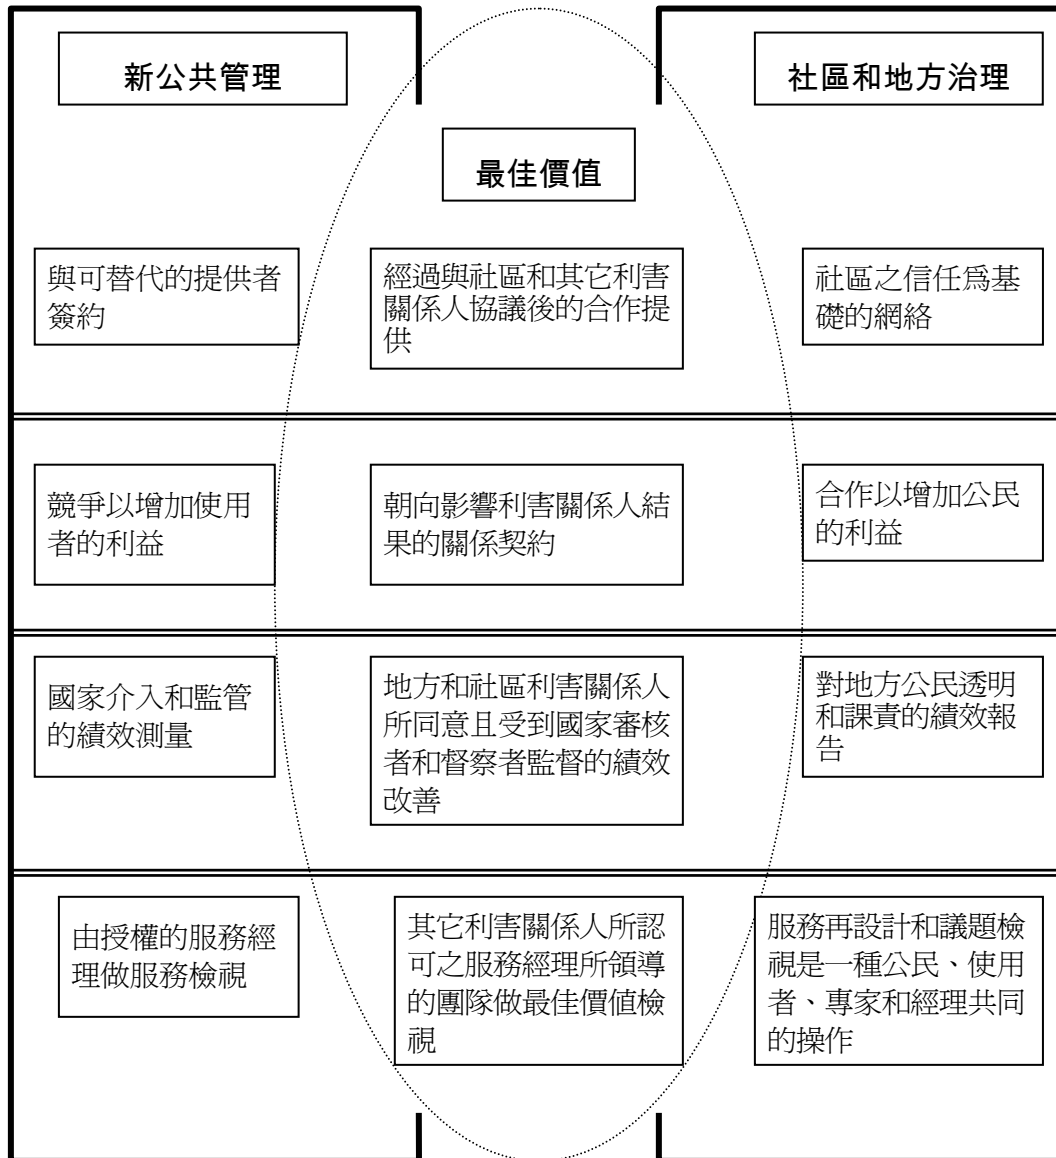 新公共管理
社區和地方治理
最佳價值
與可替代的提供者
簽約
經過與社區和其它利害
關係人協議後的合作提
供
社區之信任爲基
礎的網絡
競爭以增加使用
者的利益
朝向影響利害關係人結
果的關係契約
合作以增加公民
的利益
國家介入和監管
的績效測量
地方和社區利害關係人
所同意且受到國家審核
者和督察者監督的績效
改善
對地方公民透明
和課責的績效報
告
由授權的服務經
理做服務檢視
其它利害關係人所認
可之服務經理所領導
的團隊做最佳價值檢
視
服務再設計和議題檢
視是一種公民、使用
者、專家和經理共同
的操作